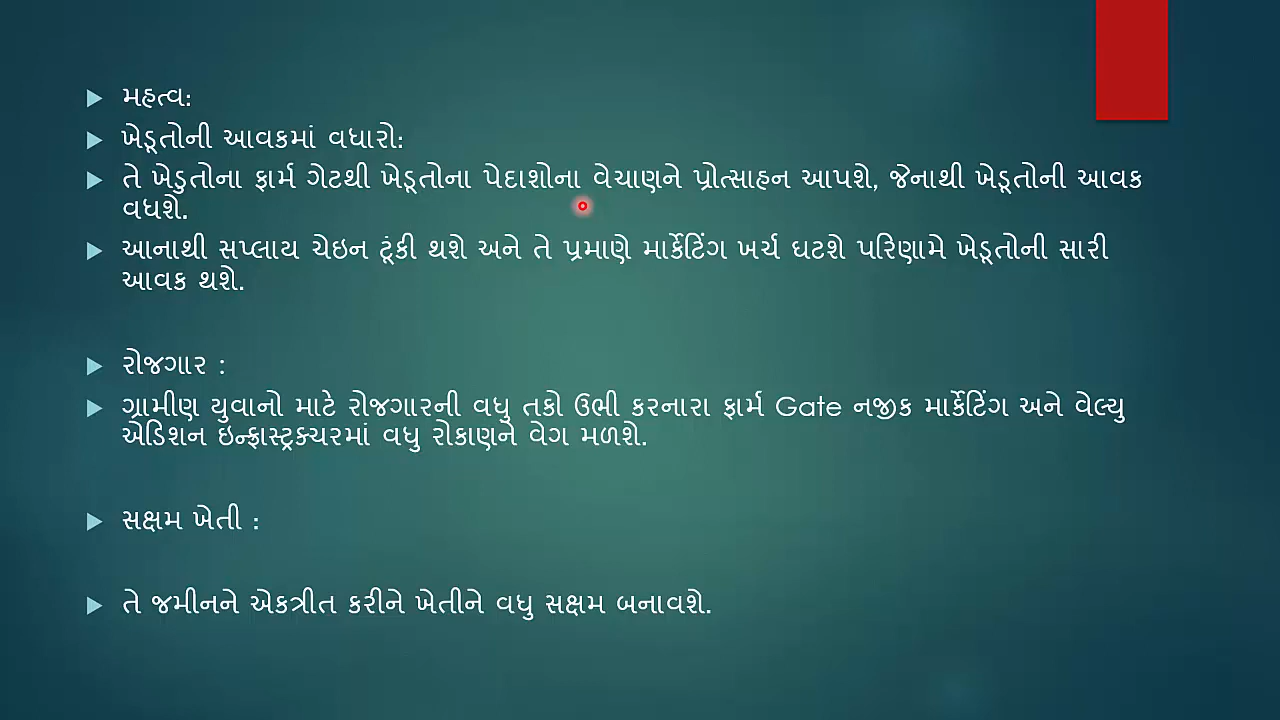 મહત્વ:
ખેડૂતોની આવકમાં વધારો:
તે ખેડુતોના ફાર્મ ગેટથી ખેડૂતોના પેદાશોના વેચાણને પ્રોત્સાહન આપશે, જેનાથી ખેડૂતોની આવક
વધશે.
આનાથી સપ્લાય ચેઇન ટૂંકી થશે અને તે પ્રમાણે માર્કેટિંગ ખર્ચ ઘટશે પરિણામે ખેડૂતોની સારી
આવક થશે.
રોજગાર :
ગ્રામીણ યુવાનો માટે રોજગારની વધુ તકો ઉભી કરનારા ફાર્મ Gate નજીક માર્કેટિંગ અને વેલ્યુ
એડિશન ઇન્ફ્રાસ્ટ્રક્ચરમાં વધુ રોકાણને વેગ મળશે.
સક્ષમ ખેતી :
તે જમીનને એકત્રીત કરીને ખેતીને વધુ સક્ષમ બનાવશે.